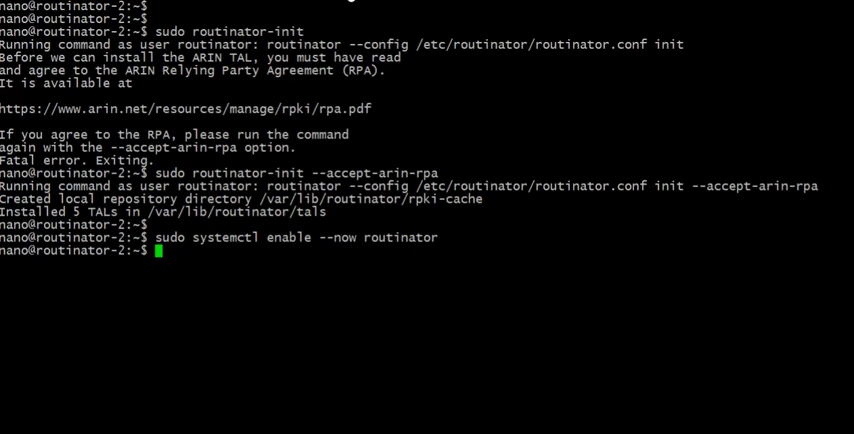 nano@routinator-2:~$
nano@routinator-2:~$
nano@routinator-2:~$ sudo routinator-init
Running command as user routinator: routinator --config /etc/routinator/routinator.conf init
Before we can install the ARIN TAL, you must have read
and agree to the ARIN Relying Party Agreement (RPA).
It is available at
https://www.arin.net/resources/manage/rpki/rpa.pdf
If you agree to the RPA, please run the command
again with the --accept-arin-rpa option.
Fatal error. Exiting.
nano@routinator-2:~$ sudo routinator-init --accept-arin-rpa
Running command as user routinator: routinator --config /etc/routinator/routinator.conf init --accept-arin-rpa
Created local repository directory /var/lib/routinator/rpki-cache
Installed 5 TALs in /var/lib/routinator/tals
nano@routinator-2:~$
nano@routinator-2:~$ sudo systemctl enable --now routinator
nano@routinator-2:~$